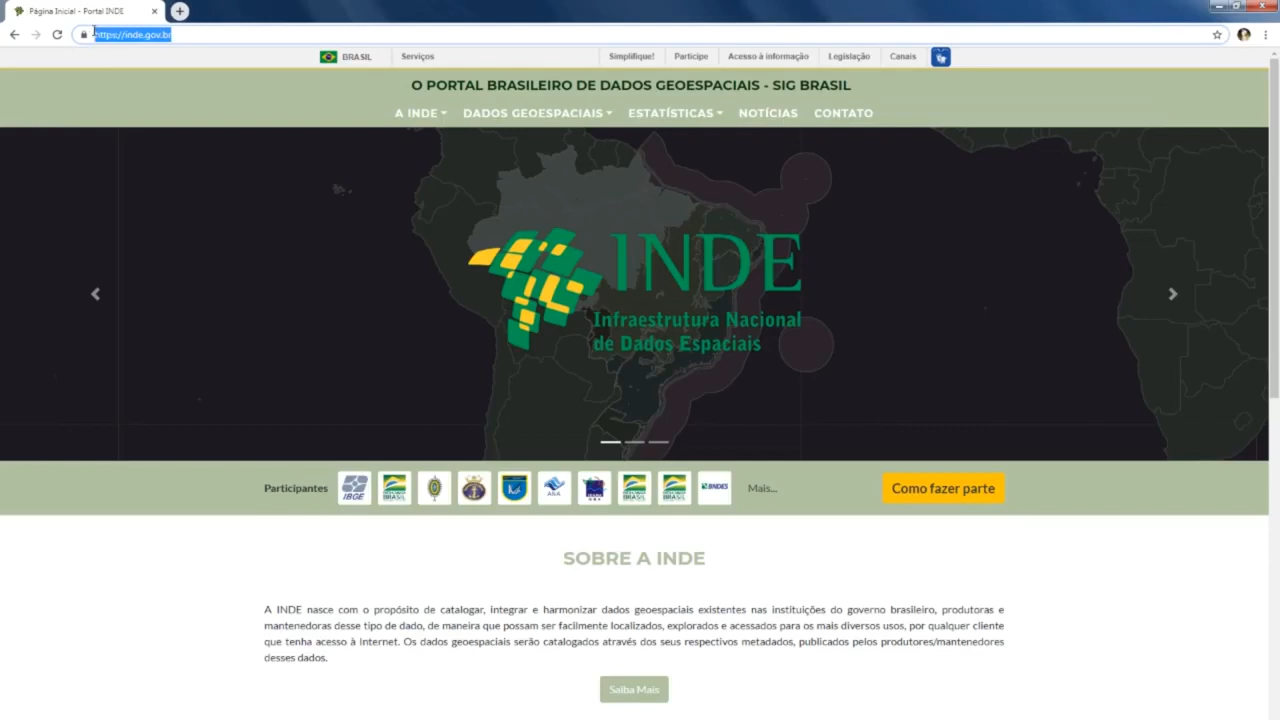 Página Inicial - Portal INDE
https://inde.gov.br
BRASIL
Serviços
Simplifique!
Participe
Acesso à informação
Legislação
Canais
O PORTAL BRASILEIRO DE DADOS GEOESPACIAIS - SIG BRASIL
A INDE
DADOS GEOESPACIAIS
ESTATÍSTICAS
NOTÍCIAS
CONTATO
INDE
Infraestrutura Nacional
de Dados Espaciais
Participantes
IBGE
ANA
BNDES
Mais...
Como fazer parte
SOBRE A INDE
A INDE nasce com o propósito de catalogar, integrar e harmonizar dados geoespaciais existentes nas instituições do governo brasileiro, produtoras e
mantenedoras desse tipo de dado, de maneira que possam ser facilmente localizados, explorados e acessados para os mais diversos usos, por qualquer cliente
que tenha acesso à Internet. Os dados geoespaciais serão catalogados através dos seus respectivos metadados, publicados pelos produtores/mantenedores
desses dados.
Saiba Mais